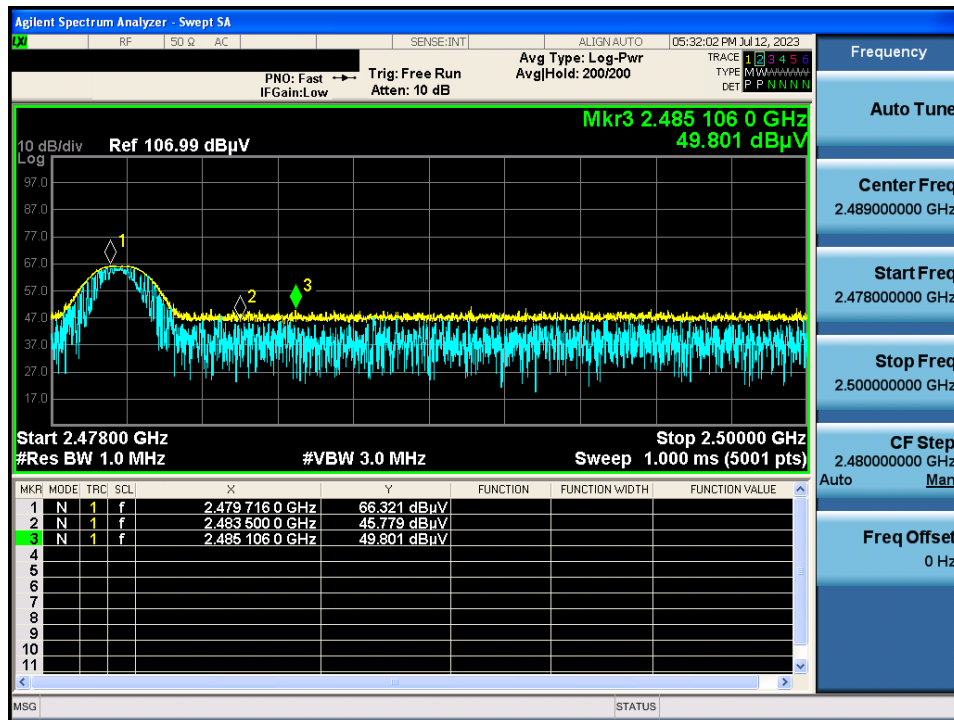 Agilent Spectrum Analyzer - Swept SA
LXI RF 50 Ω AC SENSE:INT ALIGN AUTO 05:32:02 PM Jul 12, 2023
PNO: Fast
IFGain:Low
Trig: Free Run
Atten: 10 dB
Avg Type: Log-Pwr
Avg|Hold: 200/200
TRACE 1 2 3 4 5 6
TYPE M W
DET P P N N N N
Mkr3 2.485 106 0 GHz
49.801 dBµV
10 dB/div Ref 106.99 dBµV
Log
97.0
87.0
77.0
67.0
57.0
47.0
37.0
27.0
17.0
1
2
3
Start 2.47800 GHz Stop 2.50000 GHz
#Res BW 1.0 MHz #VBW 3.0 MHz Sweep 1.000 ms (5001 pts)
MKR MODE TRC SCL X Y FUNCTION FUNCTION WIDTH FUNCTION VALUE
1 N 1 f 2.479 716 0 GHz 66.321 dBµV
2 N 1 f 2.483 500 0 GHz 45.779 dBµV
3 N 1 f 2.485 106 0 GHz 49.801 dBµV
4
5
6
7
8
9
10
11
MSG STATUS
Frequency
Auto Tune
Center Freq
2.489000000 GHz
Start Freq
2.478000000 GHz
Stop Freq
2.500000000 GHz
CF Step
2.480000000 GHz
Auto Man
Freq Offset
0 Hz